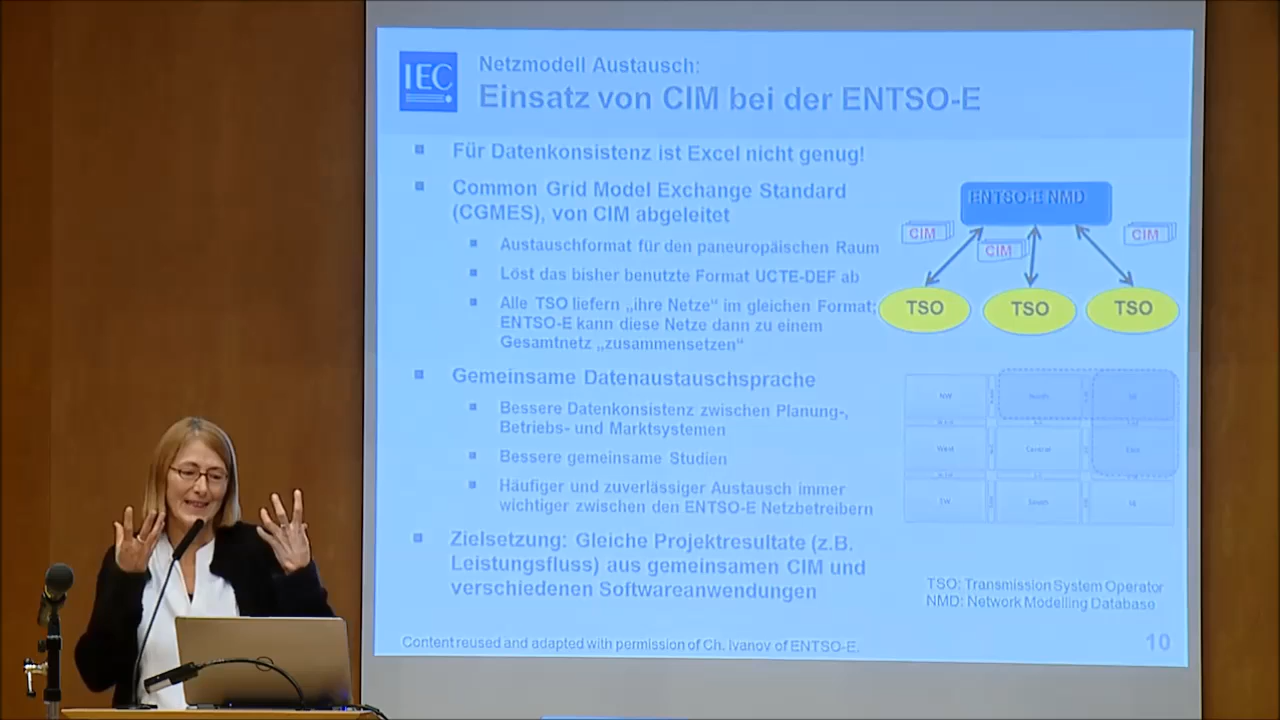 IEC
Netzmodell Austausch:
Einsatz von CIM bei der ENTSO-E
Für Datenkonsistenz ist Excel nicht genug!
Common Grid Model Exchange Standard
(CGMES), von CIM abgeleitet
Austauschformat für den paneuropäischen Raum
Löst das bisher benutzte Format UCTE-DEF ab
Alle TSO liefern „ihre Netze“ im gleichen Format;
ENTSO-E kann diese Netze dann zu einem
Gesamtnetz „zusammensetzen“
Gemeinsame Datenaustauschsprache
Bessere Datenkonsistenz zwischen Planung-,
Betriebs- und Marktsystemen
Bessere gemeinsame Studien
Häufiger und zuverlässiger Austausch immer
wichtiger zwischen den ENTSO-E Netzbetreibern
Zielsetzung: Gleiche Projektresultate (z.B.
Leistungsfluss) aus gemeinsamen CIM und
verschiedenen Softwareanwendungen
ENTSO-E NMD
CIM
CIM
CIM
TSO TSO TSO
NW
West
TSO: Transmission System Operator
NMD: Network Modelling Database
Content reused and adapted with permission of Ch. Ivanov of ENTSO-E.
10